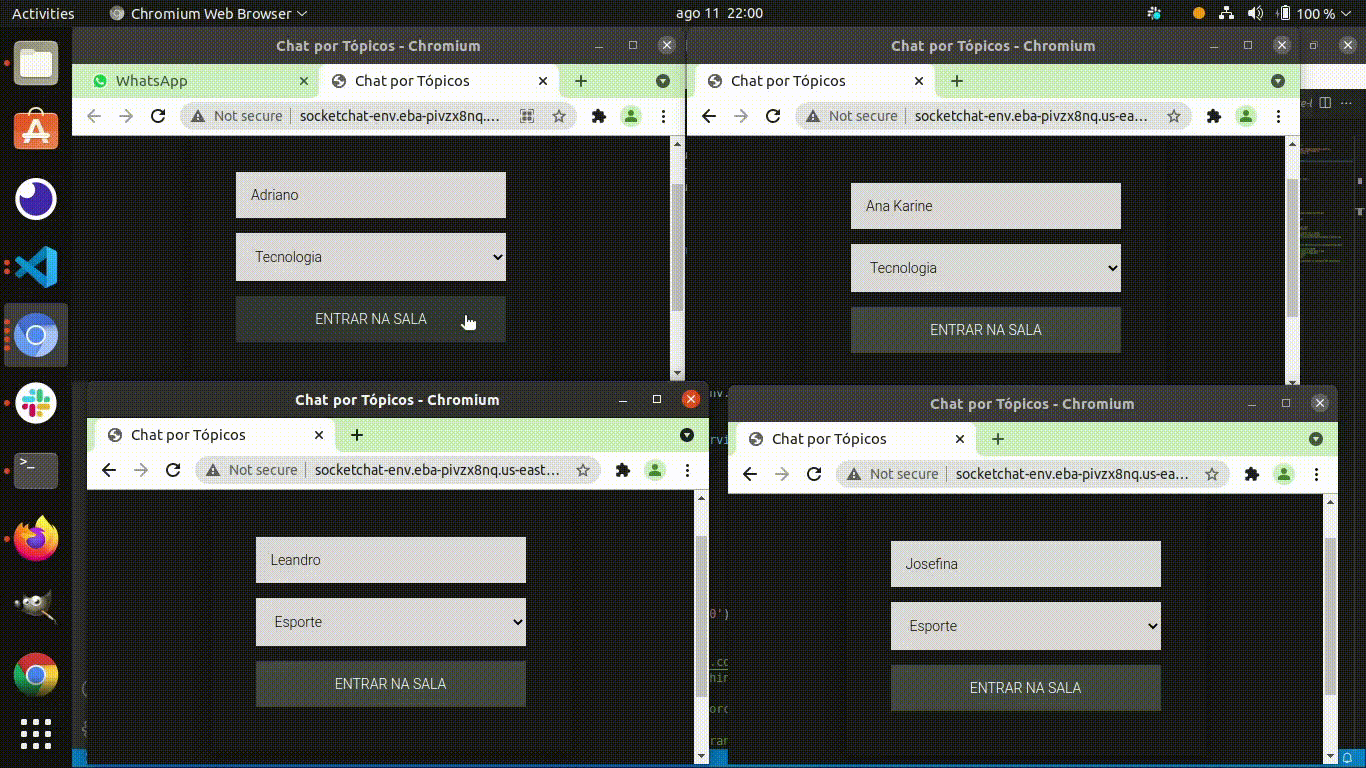 Activities
Chromium Web Browser
ago 11 22:00
100 %
Chat por Tópicos - Chromium
WhatsApp
Chat por Tópicos
Not secure
socketchat-env.eba-pivzx8nq....
Adriano
Tecnologia
ENTRAR NA SALA
Chat por Tópicos - Chromium
Chat por Tópicos
Not secure
socketchat-env.eba-pivzx8nq.us-ea...
Ana Karine
Tecnologia
ENTRAR NA SALA
Chat por Tópicos - Chromium
Chat por Tópicos
Not secure
socketchat-env.eba-pivzx8nq.us-east...
Leandro
Esporte
ENTRAR NA SALA
Chat por Tópicos - Chromium
Chat por Tópicos
Not secure
socketchat-env.eba-pivzx8nq.us-ea...
Josefina
Esporte
ENTRAR NA SALA